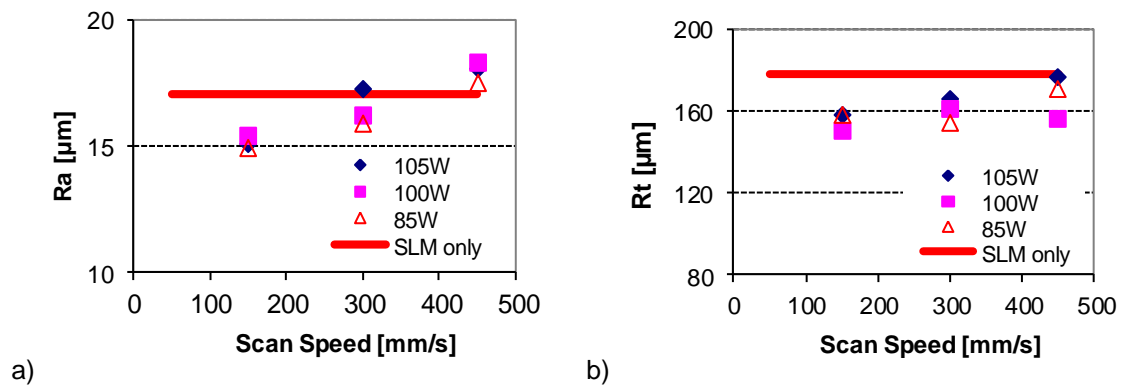 20
15
10
Ra [µm]
105W
100W
85W
SLM only
0 100 200 300 400 500
Scan Speed [mm/s]
a)
200
160
120
80
Rt [µm]
105W
100W
85W
SLM only
0 100 200 300 400 500
Scan Speed [mm/s]
b)